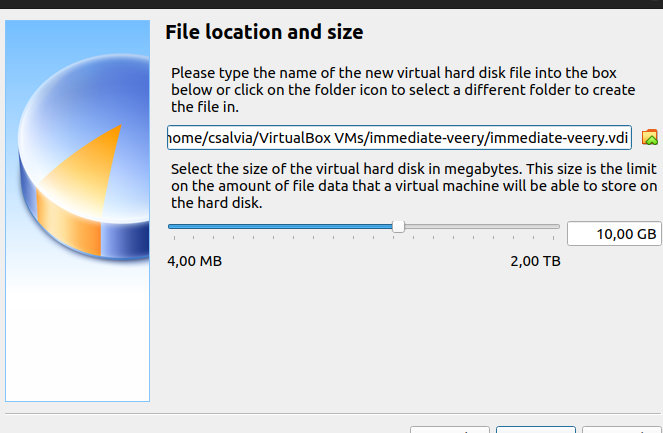 File location and size
Please type the name of the new virtual hard disk file into the box
below or click on the folder icon to select a different folder to create
the file in.
home/csalvia/VirtualBox VMs/immediate-veery/immediate-veery.vdi
Select the size of the virtual hard disk in megabytes. This size is the limit
on the amount of file data that a virtual machine will be able to store on
the hard disk.
10,00 GB
4,00 MB 2,00 TB